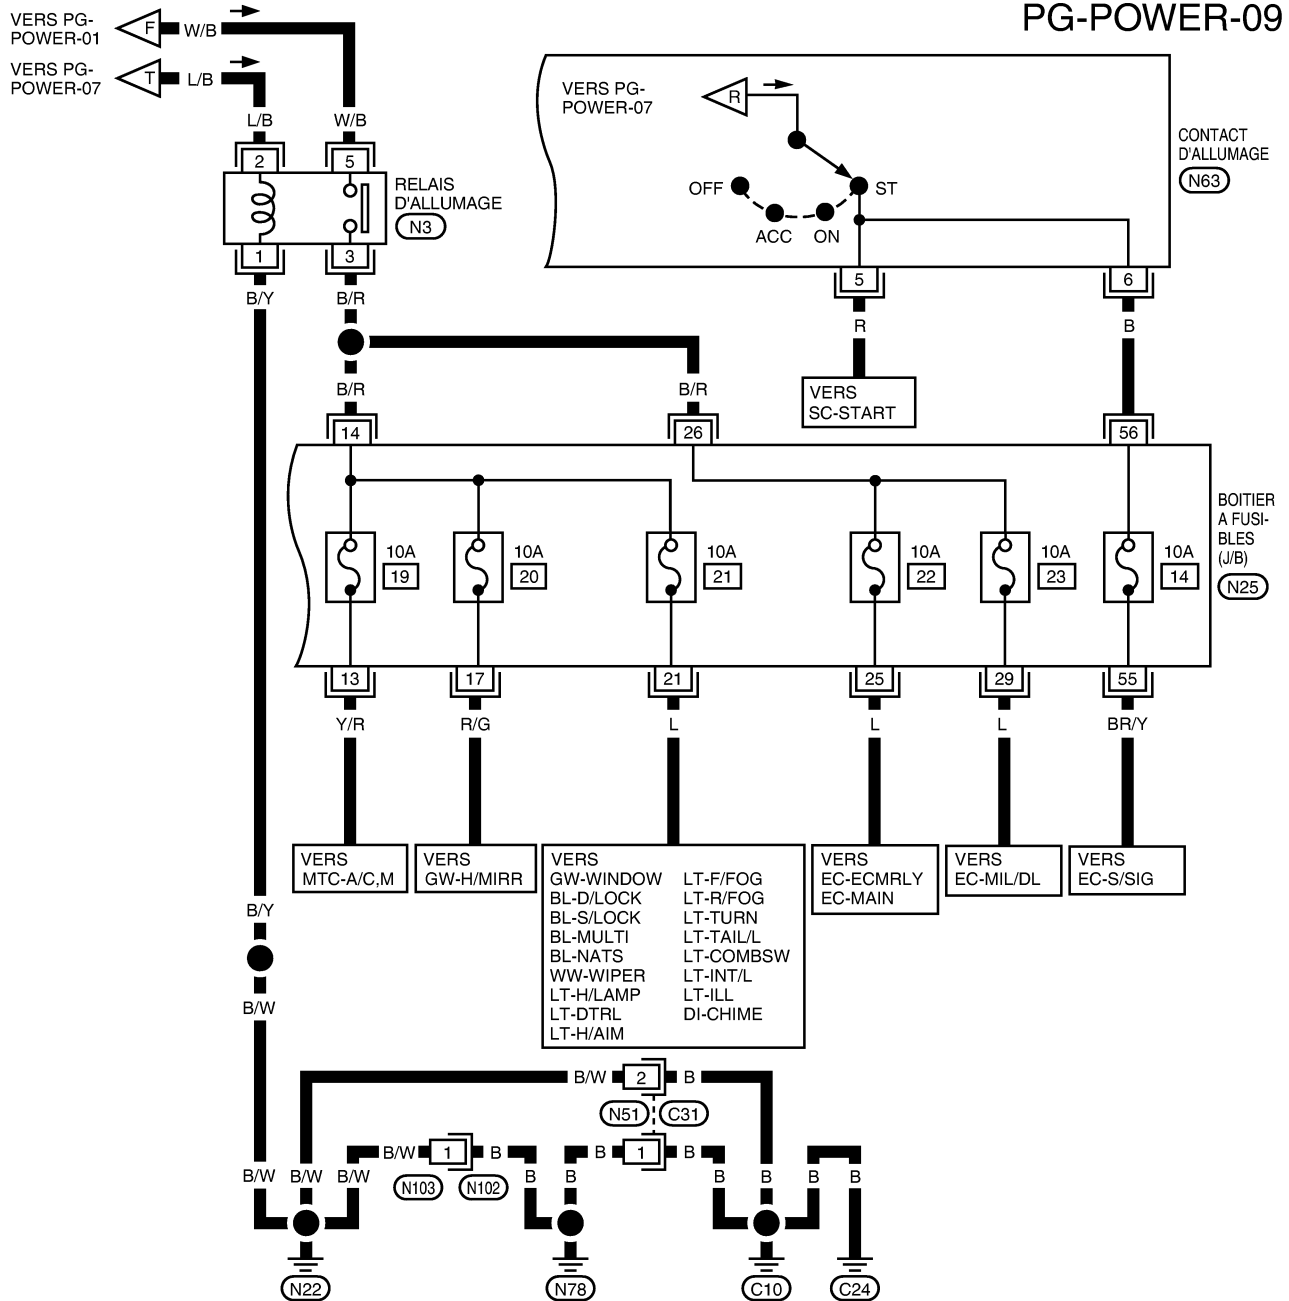 PG-POWER-09
VERS PG-
POWER-01
F
W/B
VERS PG-
POWER-07
T
L/B
L/B
W/B
2
5
RELAIS
D'ALLUMAGE
N3
1
3
B/Y
B/R
VERS PG-
POWER-07
R
OFF
ACC
ON
ST
CONTACT
D'ALLUMAGE
N63
5
6
R
B
VERS
SC-START
B/R
B/R
14
26
56
BOITIER
A FUSI-
BLES
(J/B)
N25
10A
19
10A
20
10A
21
10A
22
10A
23
10A
14
13
17
21
25
29
55
Y/R
R/G
L
L
L
BR/Y
VERS
MTC-A/C,M
VERS
GW-H/MIRR
VERS
GW-WINDOW
BL-D/LOCK
BL-S/LOCK
BL-MULTI
BL-NATS
WW-WIPER
LT-H/LAMP
LT-DTRL
LT-H/AIM
LT-F/FOG
LT-R/FOG
LT-TURN
LT-TAIL/L
LT-COMBSW
LT-INT/L
LT-ILL
DI-CHIME
VERS
EC-ECMRLY
EC-MAIN
VERS
EC-MIL/DL
VERS
EC-S/SIG
B/Y
B/W
B/W
2
B
N51
C31
B/W
1
B
B
1
B
N103
N102
B/W
B/W
B/W
B
B
B
B
B
B
N22
N78
C10
C24